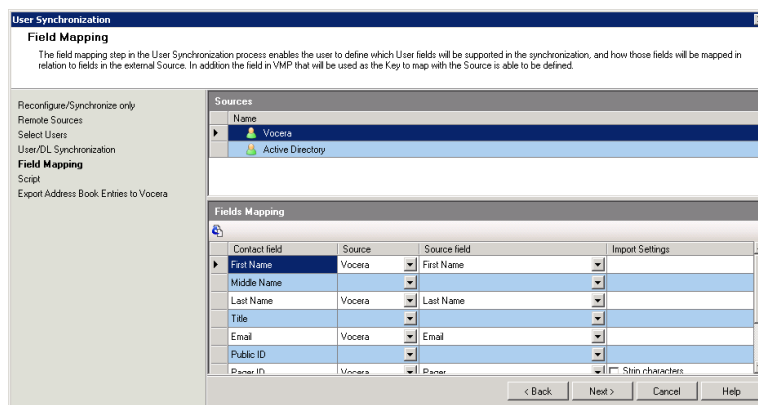 User Synchronization
Field Mapping
The field mapping step in the User Synchronization process enables the user to define which User fields will be supported in the synchronization, and how those fields will be mapped in
relation to fields in the external Source. In addition the field in VMP that will be used as the Key to map with the Source is able to be defined.
Reconfigure/Synchronize only
Remote Sources
Select Users
User/DL Synchronization
Field Mapping
Script
Export Address Book Entries to Vocera
Sources
Name
Vocera
Active Directory
Fields Mapping
Contact field Source Source field Import Settings
First Name Vocera First Name
Middle Name
Last Name Vocera Last Name
Title
Email Vocera Email
Public ID
Pager ID Vocera Pager Strip characters
< Back Next > Cancel Help